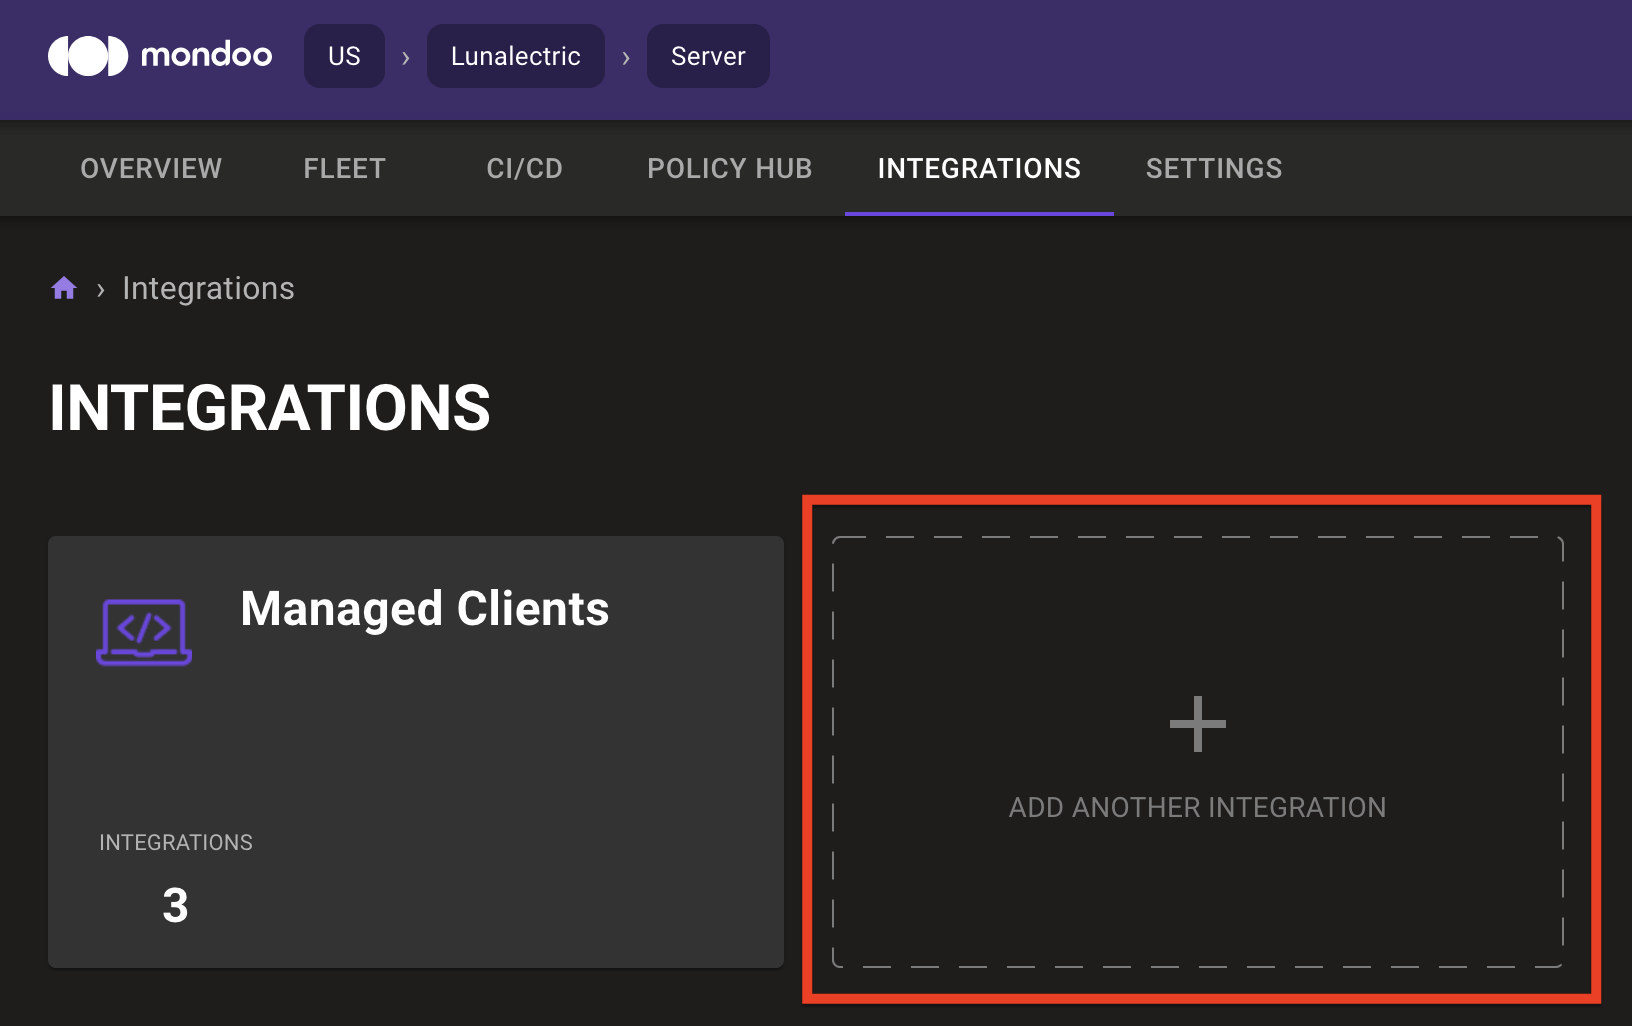 mondoo US › Lunalectric › Server
OVERVIEW FLEET CI/CD POLICY HUB INTEGRATIONS SETTINGS
› Integrations
INTEGRATIONS
Managed Clients
INTEGRATIONS
3
ADD ANOTHER INTEGRATION